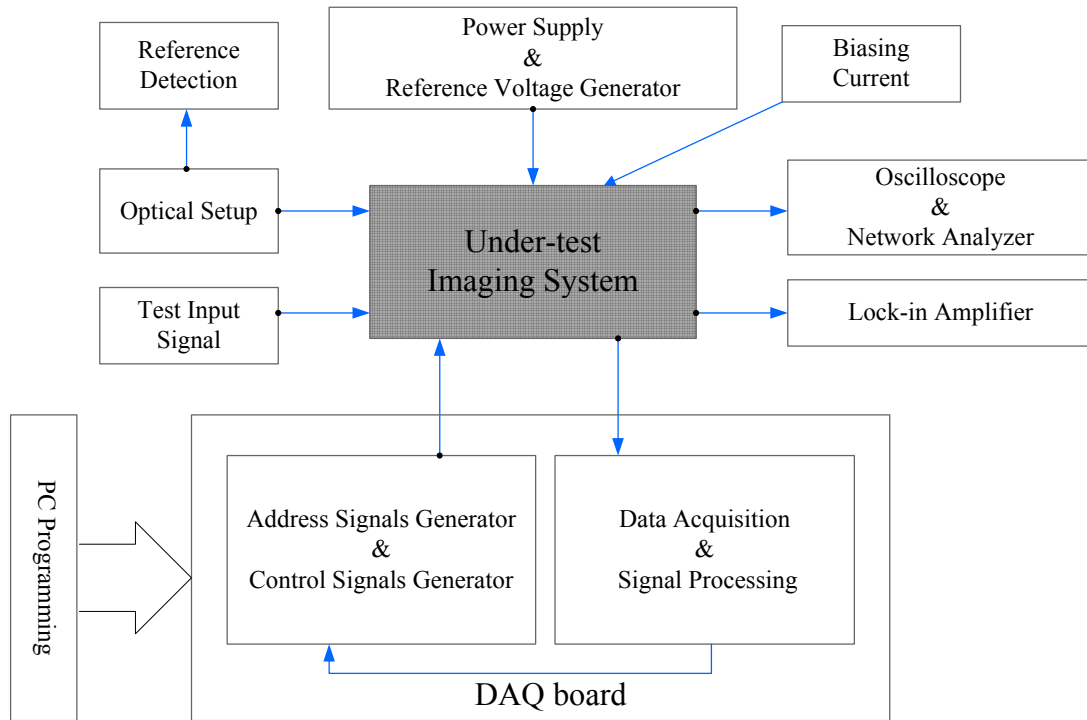 Reference
Detection
Power Supply
&
Reference Voltage Generator
Biasing
Current
Optical Setup
Under-test
Imaging System
Oscilloscope
&
Network Analyzer
Test Input
Signal
Lock-in Amplifier
PC Programming
Address Signals Generator
&
Control Signals Generator
Data Acquisition
&
Signal Processing
DAQ board